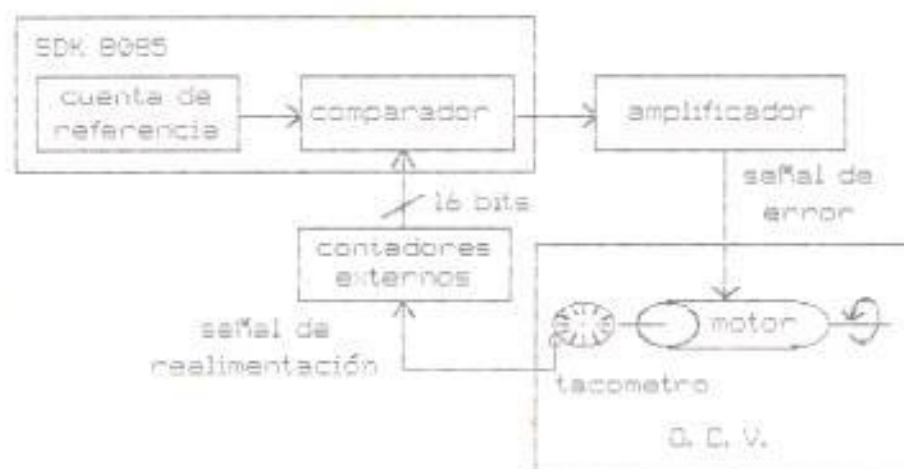 SDK 8085
cuenta de
referencia
comparador
amplificador
señal de
error
16 bits
contadores
externos
señal de
realimentación
motor
tacometro
O. C. V.